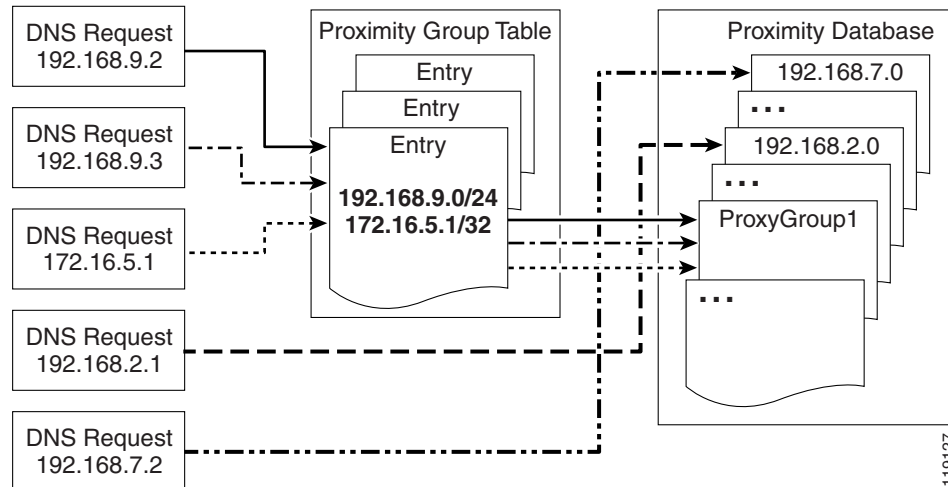 DNS Request
192.168.9.2
DNS Request
192.168.9.3
DNS Request
172.16.5.1
DNS Request
192.168.2.1
DNS Request
192.168.7.2
Proximity Group Table
Entry
Entry
Entry
192.168.9.0/24
172.16.5.1/32
Proximity Database
192.168.7.0
...
192.168.2.0
...
ProxyGroup1
...
119127